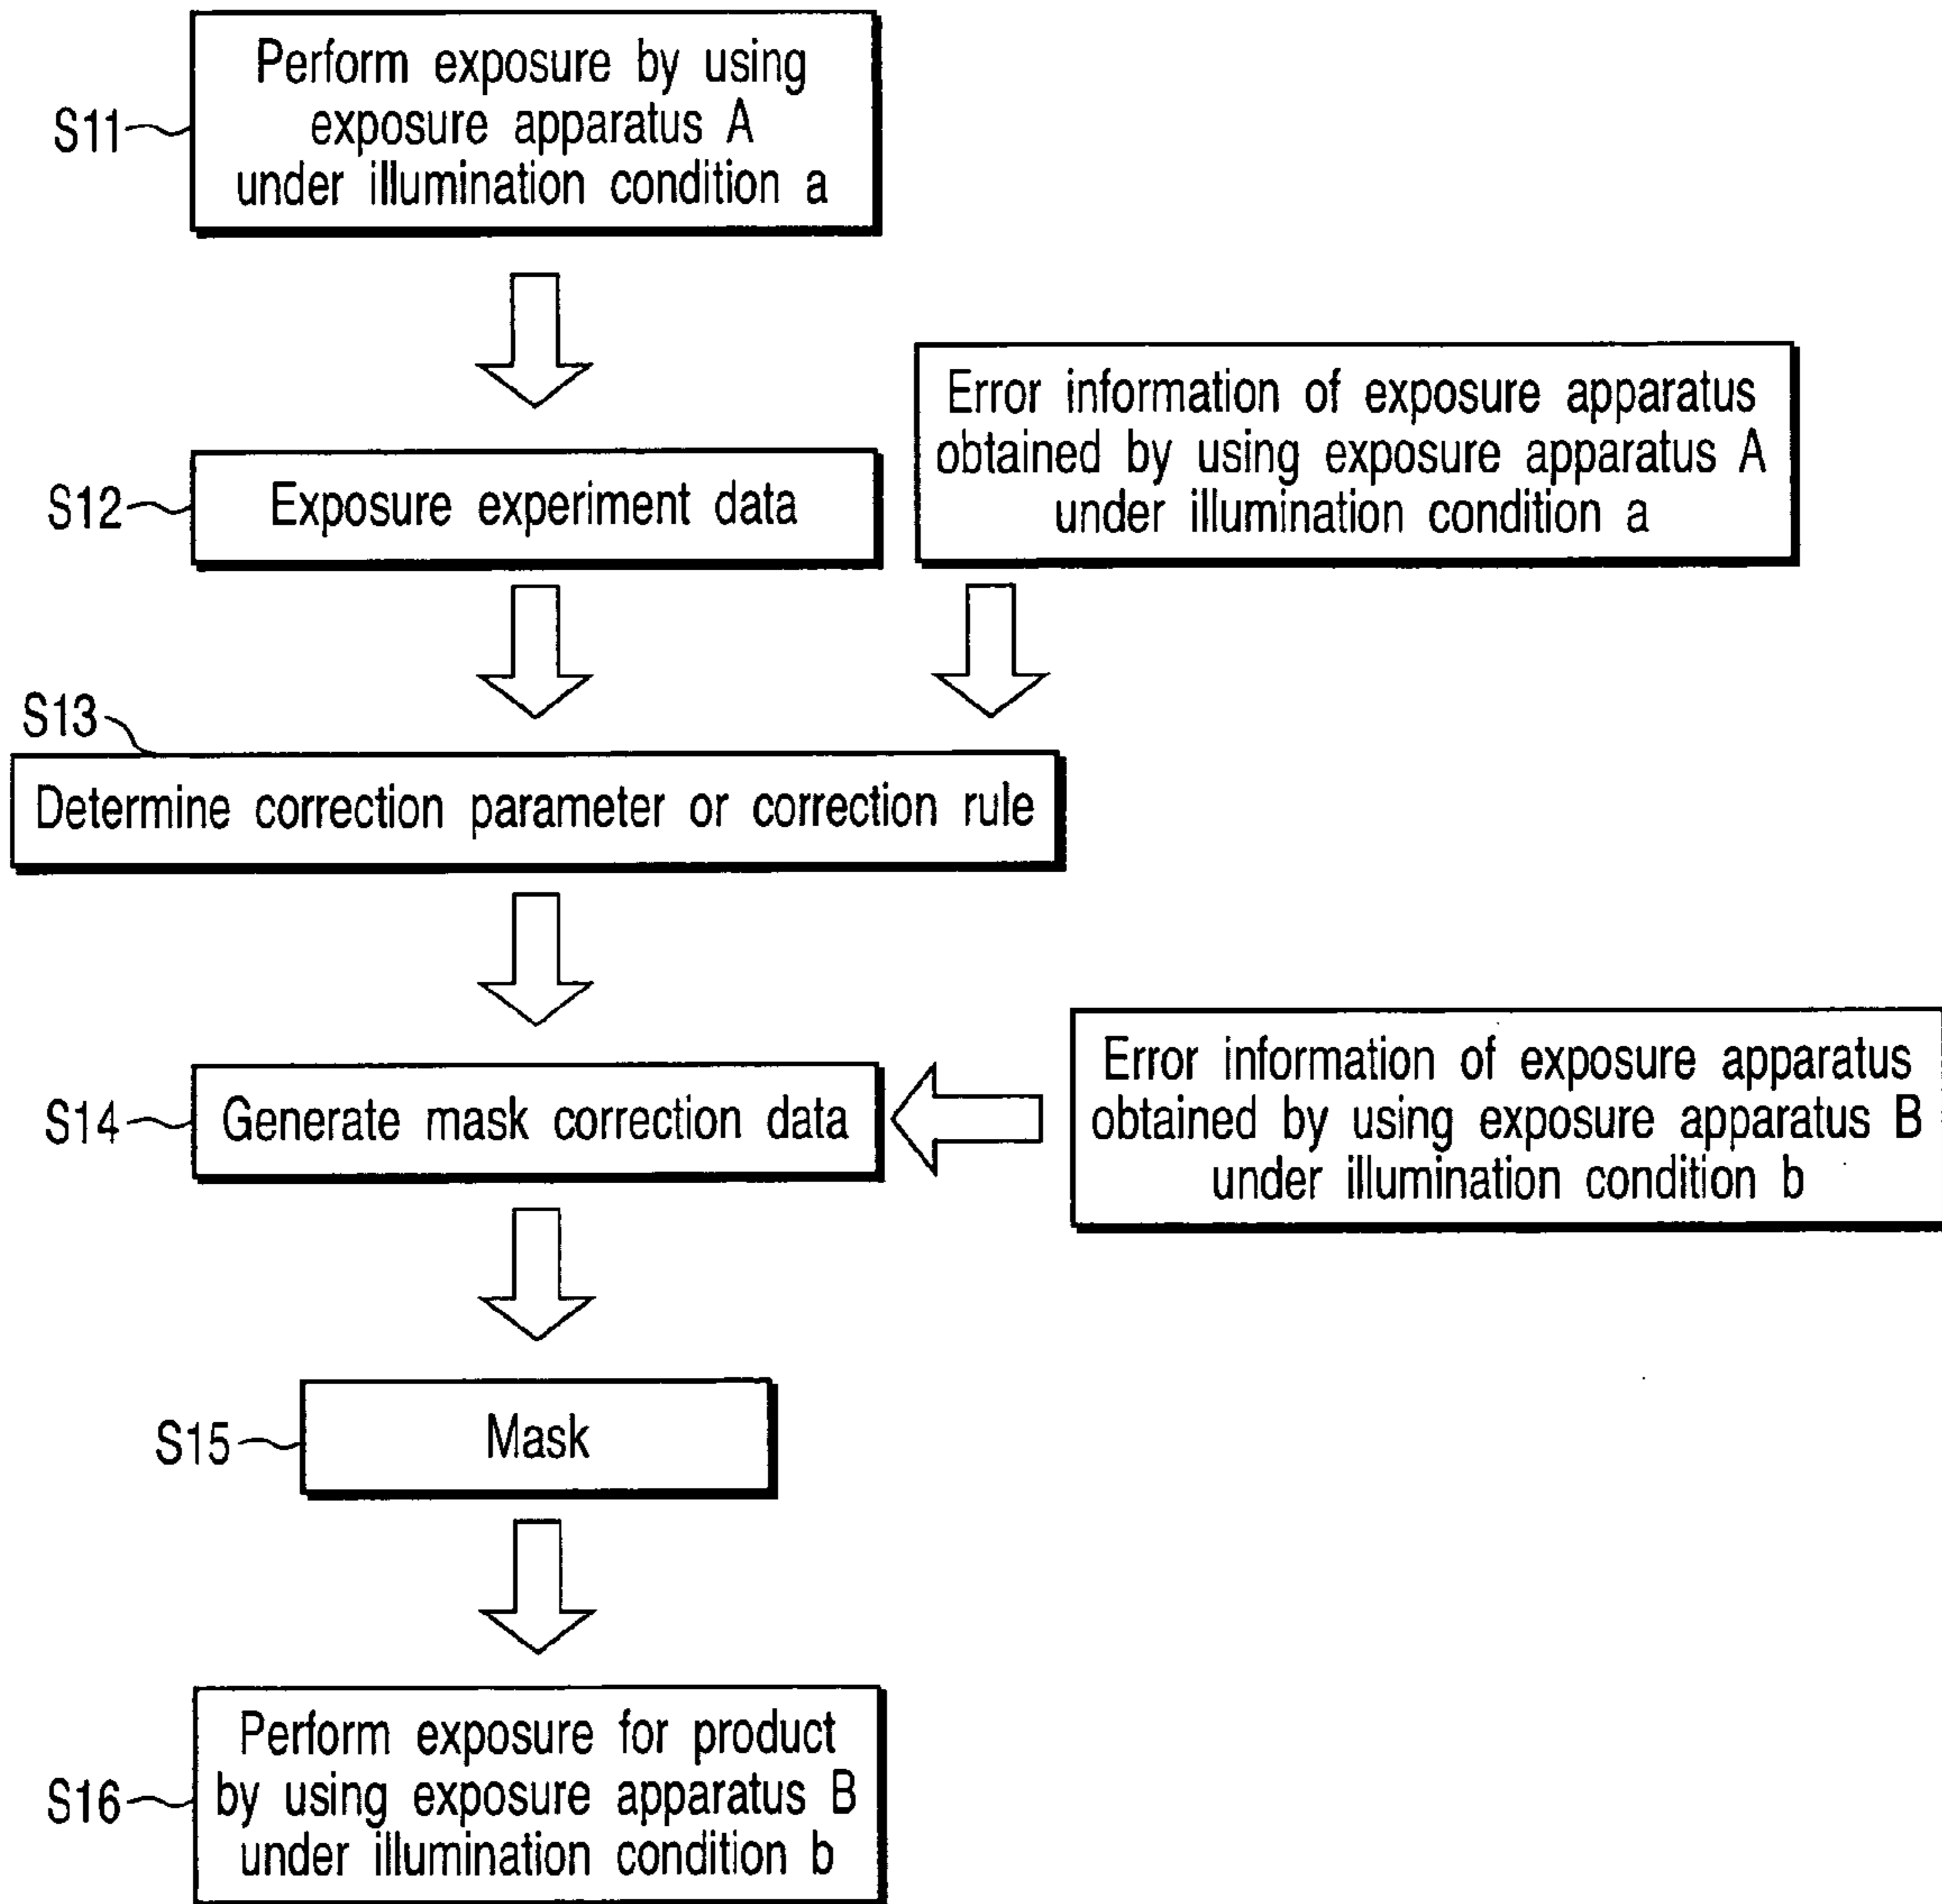 S11
Perform exposure by using
exposure apparatus A
under illumination condition a
S12
Exposure experiment data
Error information of exposure apparatus
obtained by using exposure apparatus A
under illumination condition a
S13
Determine correction parameter or correction rule
S14
Generate mask correction data
Error information of exposure apparatus
obtained by using exposure apparatus B
under illumination condition b
S15
Mask
S16
Perform exposure for product
by using exposure apparatus B
under illumination condition b